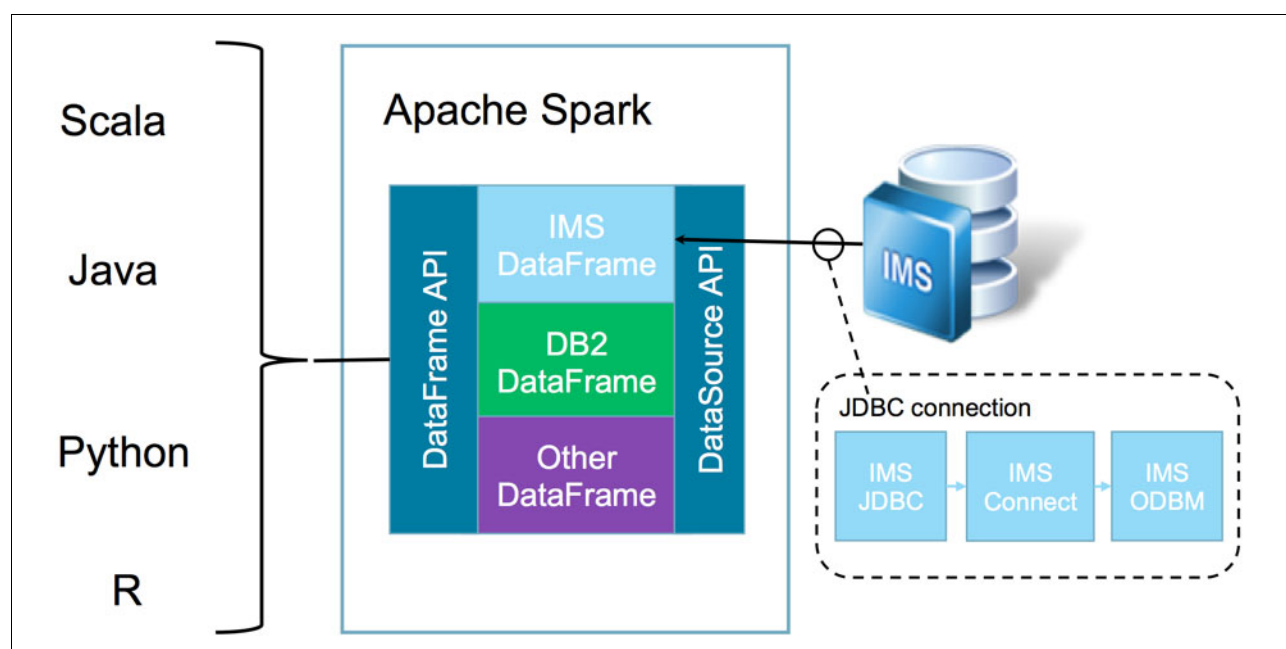 Scala
Java
Python
R
Apache Spark
DataFrame API
IMS
DataFrame
DB2
DataFrame
Other
DataFrame
DataSource API
IMS
JDBC connection
IMS
JDBC
IMS
Connect
IMS
ODBM